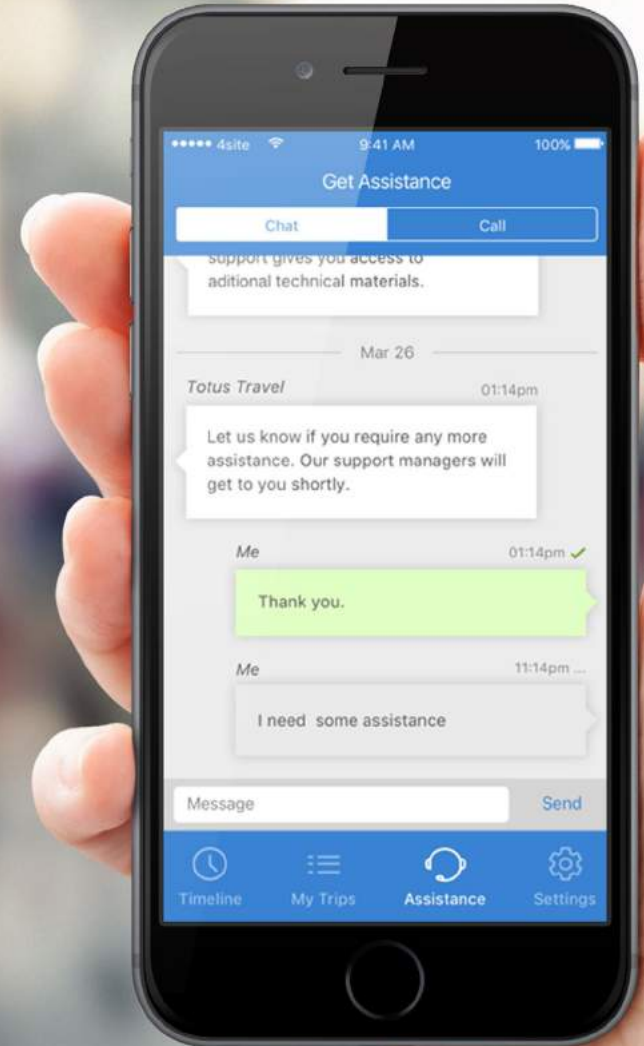 4site 9:41 AM 100%
Get Assistance
Chat Call
support gives you access to
aditional technical materials.
Mar 26
Totus Travel 01:14pm
Let us know if you require any more
assistance. Our support managers will
get to you shortly.
Me 01:14pm
Thank you.
Me 11:14pm ...
I need some assistance
Message Send
Timeline My Trips Assistance Settings